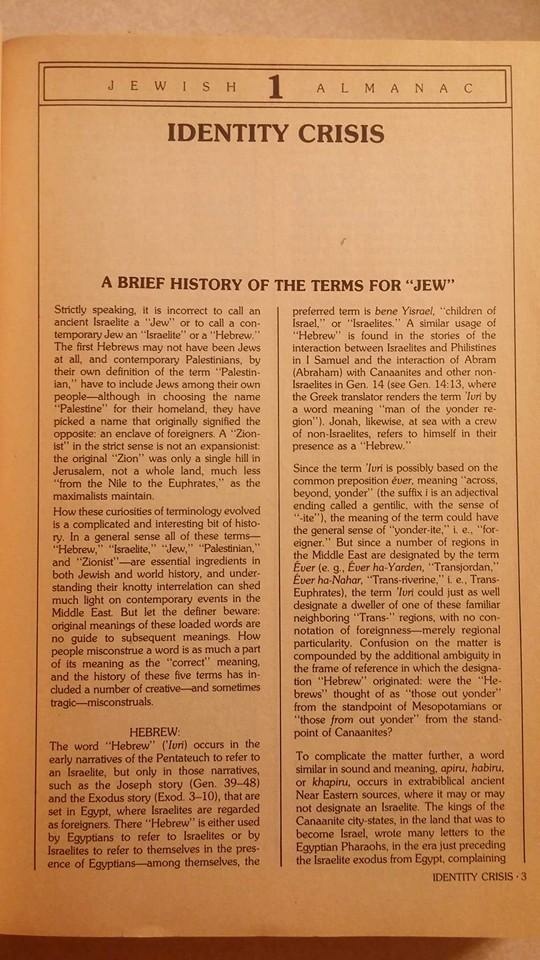 JEWISH 1 ALMANAC
IDENTITY CRISIS
A BRIEF HISTORY OF THE TERMS FOR “JEW”
Strictly speaking, it is incorrect to call an
ancient Israelite a “Jew” or to call a con-
temporary Jew an “Israelite” or a “Hebrew.”
The first Hebrews may not have been Jews
at all, and contemporary Palestinians, by
their own definition of the term “Palestin-
ian,” have to include Jews among their own
people—although in choosing the name
“Palestine” for their homeland, they have
picked a name that originally signified the
opposite: an enclave of foreigners. A “Zion-
ist” in the strict sense is not an expansionist:
the original “Zion” was only a single hill in
Jerusalem, not a whole land, much less
“from the Nile to the Euphrates,” as the
maximalists maintain.
How these curiosities of terminology evolved
is a complicated and interesting bit of histo-
ry. In a general sense all of these terms—
“Hebrew,” “Israelite,” “Jew,” “Palestinian,”
and “Zionist”—are essential ingredients in
both Jewish and world history, and under-
standing their knotty interrelation can shed
much light on contemporary events in the
Middle East. But let the definer beware:
original meanings of these loaded words are
no guide to subsequent meanings. How
people misconstrue a word is as much a part
of its meaning as the “correct” meaning,
and the history of these five terms has in-
cluded a number of creative—and sometimes
tragic—misconstruals.
HEBREW:
The word “Hebrew” (‘Ivri) occurs in the
early narratives of the Pentateuch to refer to
an Israelite, but only in those narratives,
such as the Joseph story (Gen. 39–48)
and the Exodus story (Exod. 3–10), that are
set in Egypt, where Israelites are regarded
as foreigners. There “Hebrew” is either used
by Egyptians to refer to Israelites or by
Israelites to refer to themselves in the pres-
ence of Egyptians—among themselves, the
preferred term is bene Yisrael, “children of
Israel,” or “Israelites.” A similar usage of
“Hebrew” is found in the stories of the
interaction between Israelites and Philistines
in I Samuel and the interaction of Abram
(Abraham) with Canaanites and other non-
Israelites in Gen. 14 (see Gen. 14:13, where
the Greek translator renders the term ‘Ivri by
a word meaning “man of the yonder re-
gion”). Jonah, likewise, at sea with a crew
of non-Israelites, refers to himself in their
presence as a “Hebrew.”
Since the term ‘Ivri is possibly based on the
common preposition éver, meaning “across,
beyond, yonder” (the suffix i is an adjectival
ending called a gentilic, with the sense of
“-ite”), the meaning of the term could have
the general sense of “yonder-ite,” i. e., “for-
eigner.” But since a number of regions in
the Middle East are designated by the term
Éver (e. g., Éver ha-Yarden, “Transjordan,”
Éver ha-Nahar, “Trans-riverine,” i. e., Trans-
Euphrates), the term ‘Ivri could just as well
designate a dweller of one of these familiar
neighboring “Trans-” regions, with no con-
notation of foreignness—merely regional
particularity. Confusion on the matter is
compounded by the additional ambiguity in
the frame of reference in which the designa-
tion “Hebrew” originated: were the “He-
brews” thought of as “those out yonder”
from the standpoint of Mesopotamians or
“those from out yonder” from the stand-
point of Canaanites?
To complicate the matter further, a word
similar in sound and meaning, apiru, habiru,
or khapiru, occurs in extrabiblical ancient
Near Eastern sources, where it may or may
not designate an Israelite. The kings of the
Canaanite city-states, in the land that was to
become Israel, wrote many letters to the
Egyptian Pharaohs, in the era just preceding
the Israelite exodus from Egypt, complaining
IDENTITY CRISIS · 3